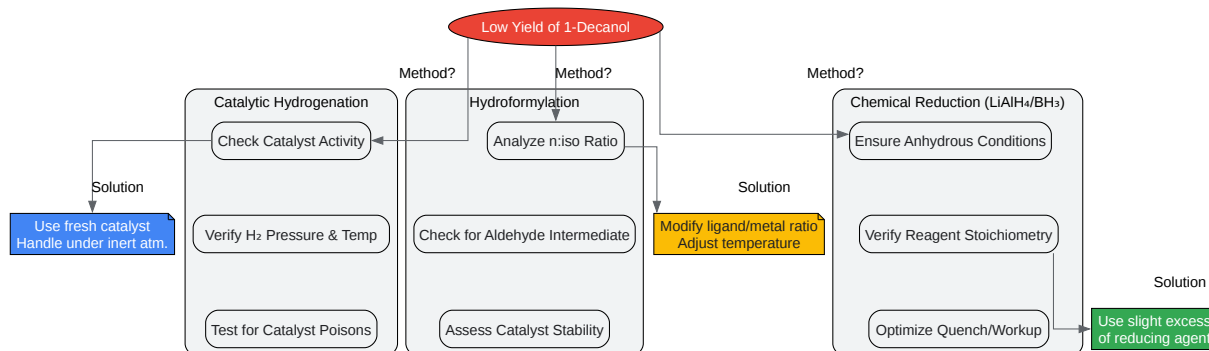 Low Yield of 1-Decanol
Method?
Method?
Method?
Catalytic Hydrogenation
Hydroformylation
Chemical Reduction (LiAlH₄/BH₃)
Check Catalyst Activity
Analyze n:iso Ratio
Ensure Anhydrous Conditions
Solution
Solution
Use fresh catalyst
Handle under inert atm.
Verify H₂ Pressure & Temp
Check for Aldehyde Intermediate
Modify ligand/metal ratio
Adjust temperature
Verify Reagent Stoichiometry
Solution
Test for Catalyst Poisons
Assess Catalyst Stability
Optimize Quench/Workup
Use slight excess
of reducing agent